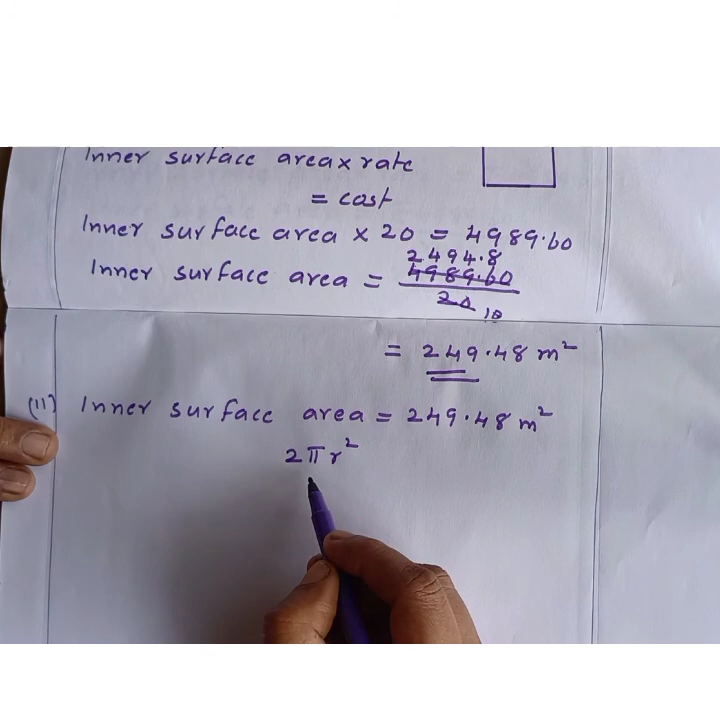 Inner surface area x rate
= cost
Inner surface area x 20 = 4989.60
2494.8
Inner surface area = 4989.60
20 10
= 249.48 m²
(11) Inner surface area = 249.48 m²
2πr²